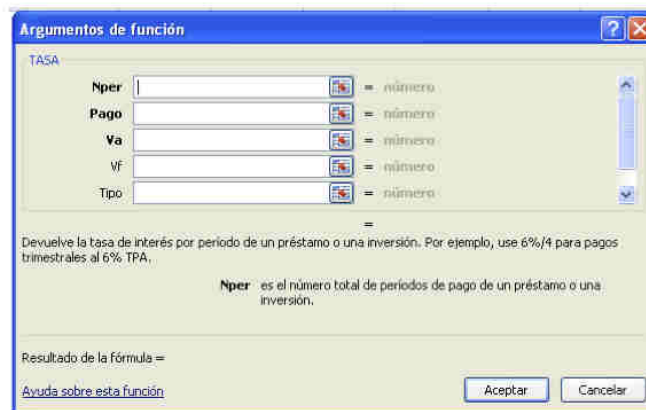 Argumentos de función
TASA
Nper = número
Pago = número
Va = número
Vf = número
Tipo = número
=
Devuelve la tasa de interés por período de un préstamo o una inversión. Por ejemplo, use 6%/4 para pagos
trimestrales al 6% TPA.
Nper es el número total de períodos de pago de un préstamo o una
inversión.
Resultado de la fórmula =
Ayuda sobre esta función
Aceptar Cancelar